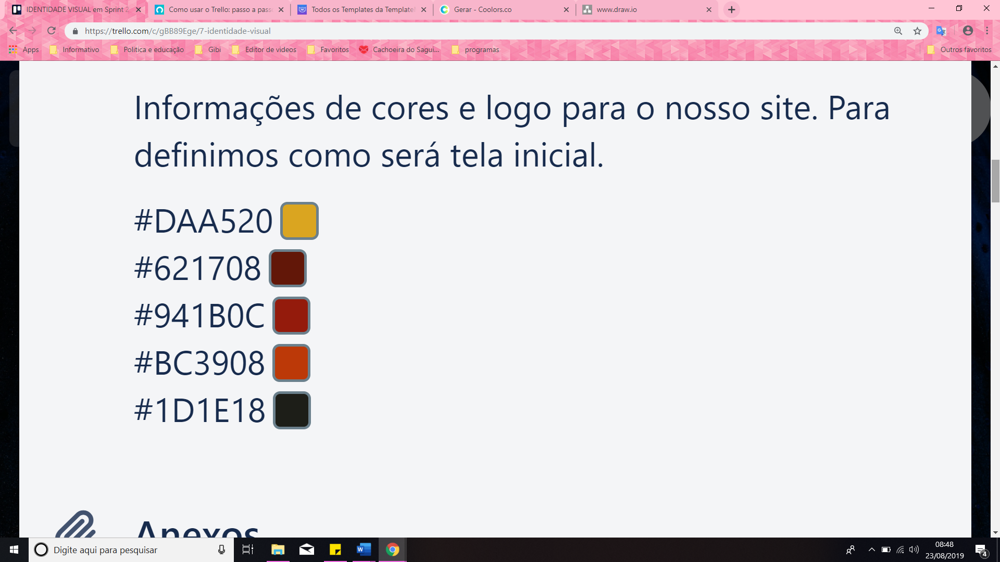 IDENTIDADE VISUAL em Sprint 2
Como usar o Trello: passo a passo
Todos os Templates da Template
Gerar - Coolors.co
www.draw.io
https://trello.com/c/gBB89Ege/7-identidade-visual
Apps
Informativo
Politica e educação
Gibi
Editor de videos
Favoritos
Cachoeira do Sagui...
programas
Outros favoritos
Informações de cores e logo para o nosso site. Para
definimos como será tela inicial.
#DAA520
#621708
#941B0C
#BC3908
#1D1E18
Anexos
Digite aqui para pesquisar
08:48
23/08/2019
4